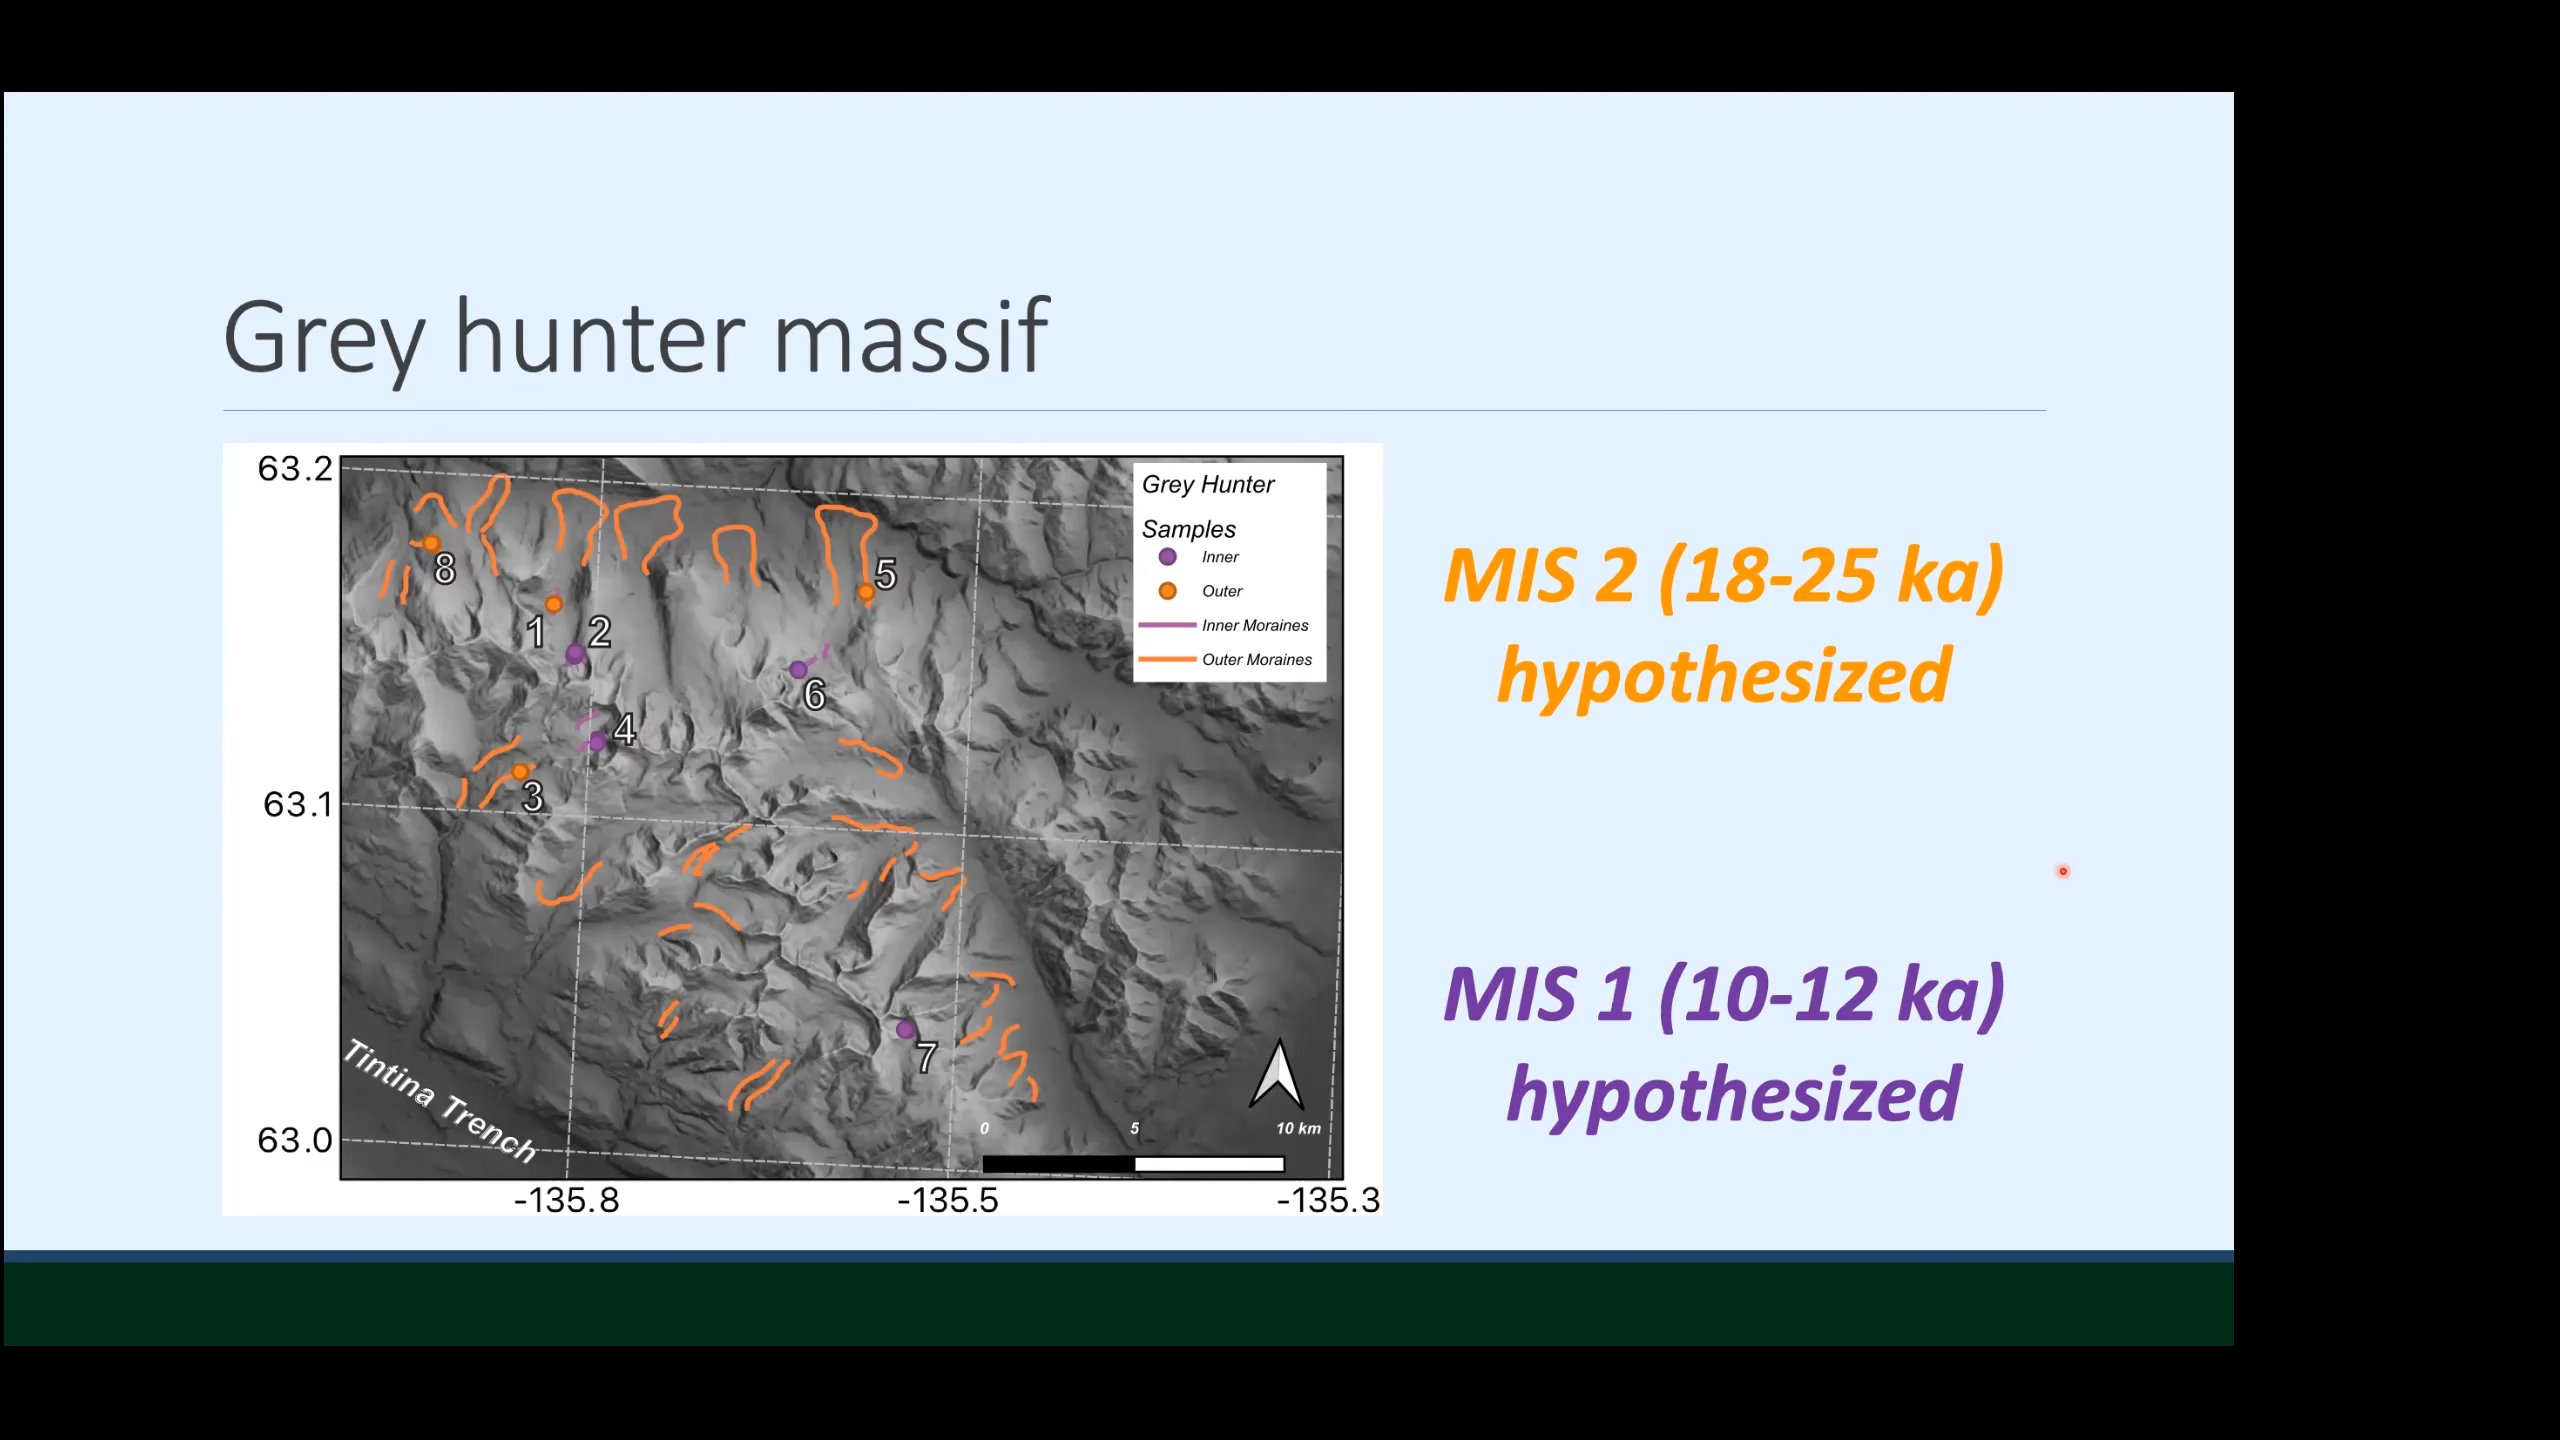 Grey hunter massif
63.2
63.1
63.0
-135.8
-135.5
-135.3
8
1
2
5
6
4
3
7
Tintina Trench
Grey Hunter
Samples
Inner
Outer
Inner Moraines
Outer Moraines
0 5 10 km
MIS 2 (18-25 ka)
hypothesized
MIS 1 (10-12 ka)
hypothesized